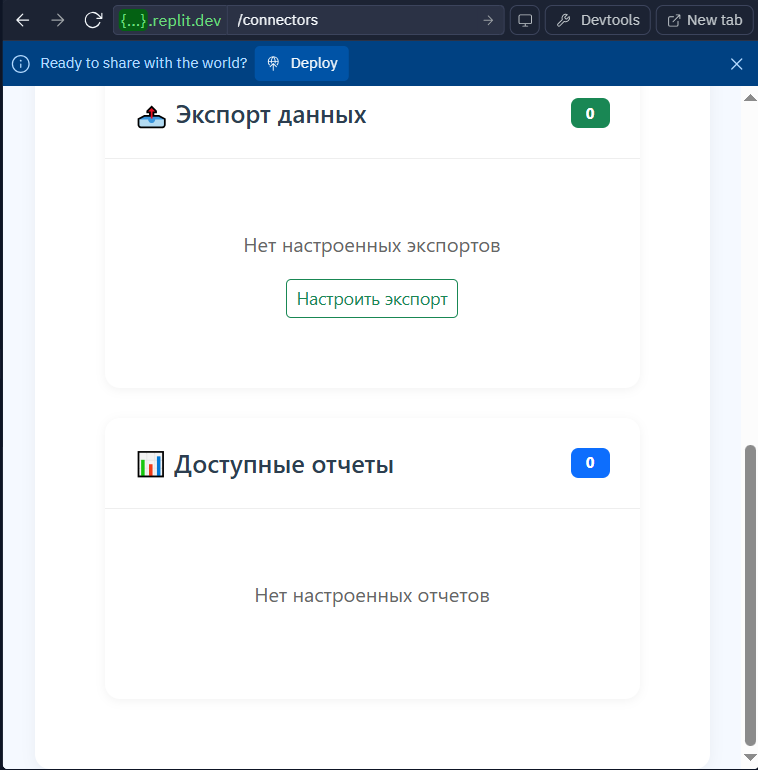 {...}.replit.dev /connectors Devtools New tab
Ready to share with the world? Deploy
Экспорт данных 0
Нет настроенных экспортов
Настроить экспорт
Доступные отчеты 0
Нет настроенных отчетов